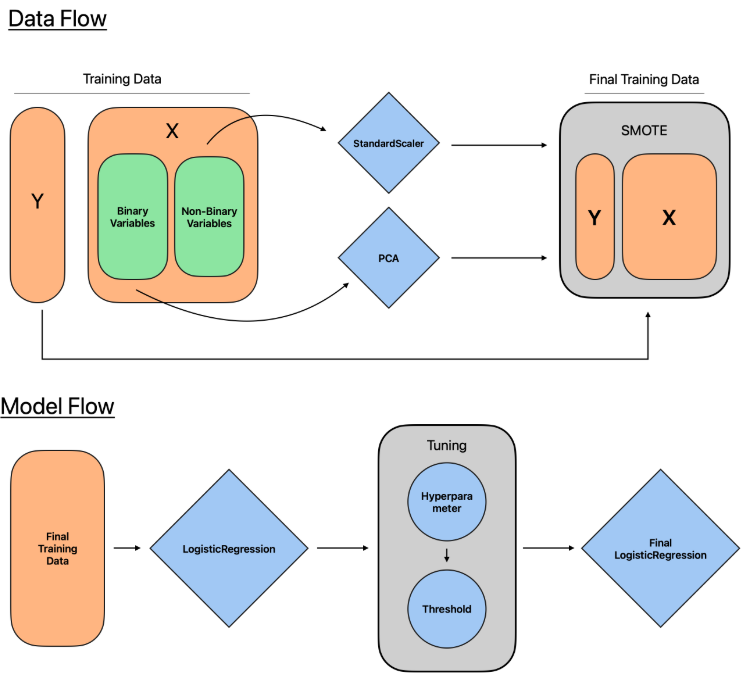 Data Flow
Training Data
Final Training Data
Y
X
Binary
Variables
Non-Binary
Variables
StandardScaler
PCA
SMOTE
Y
X
Model Flow
Final
Training
Data
LogisticRegression
Tuning
Hyperpara
meter
Threshold
Final
LogisticRegression